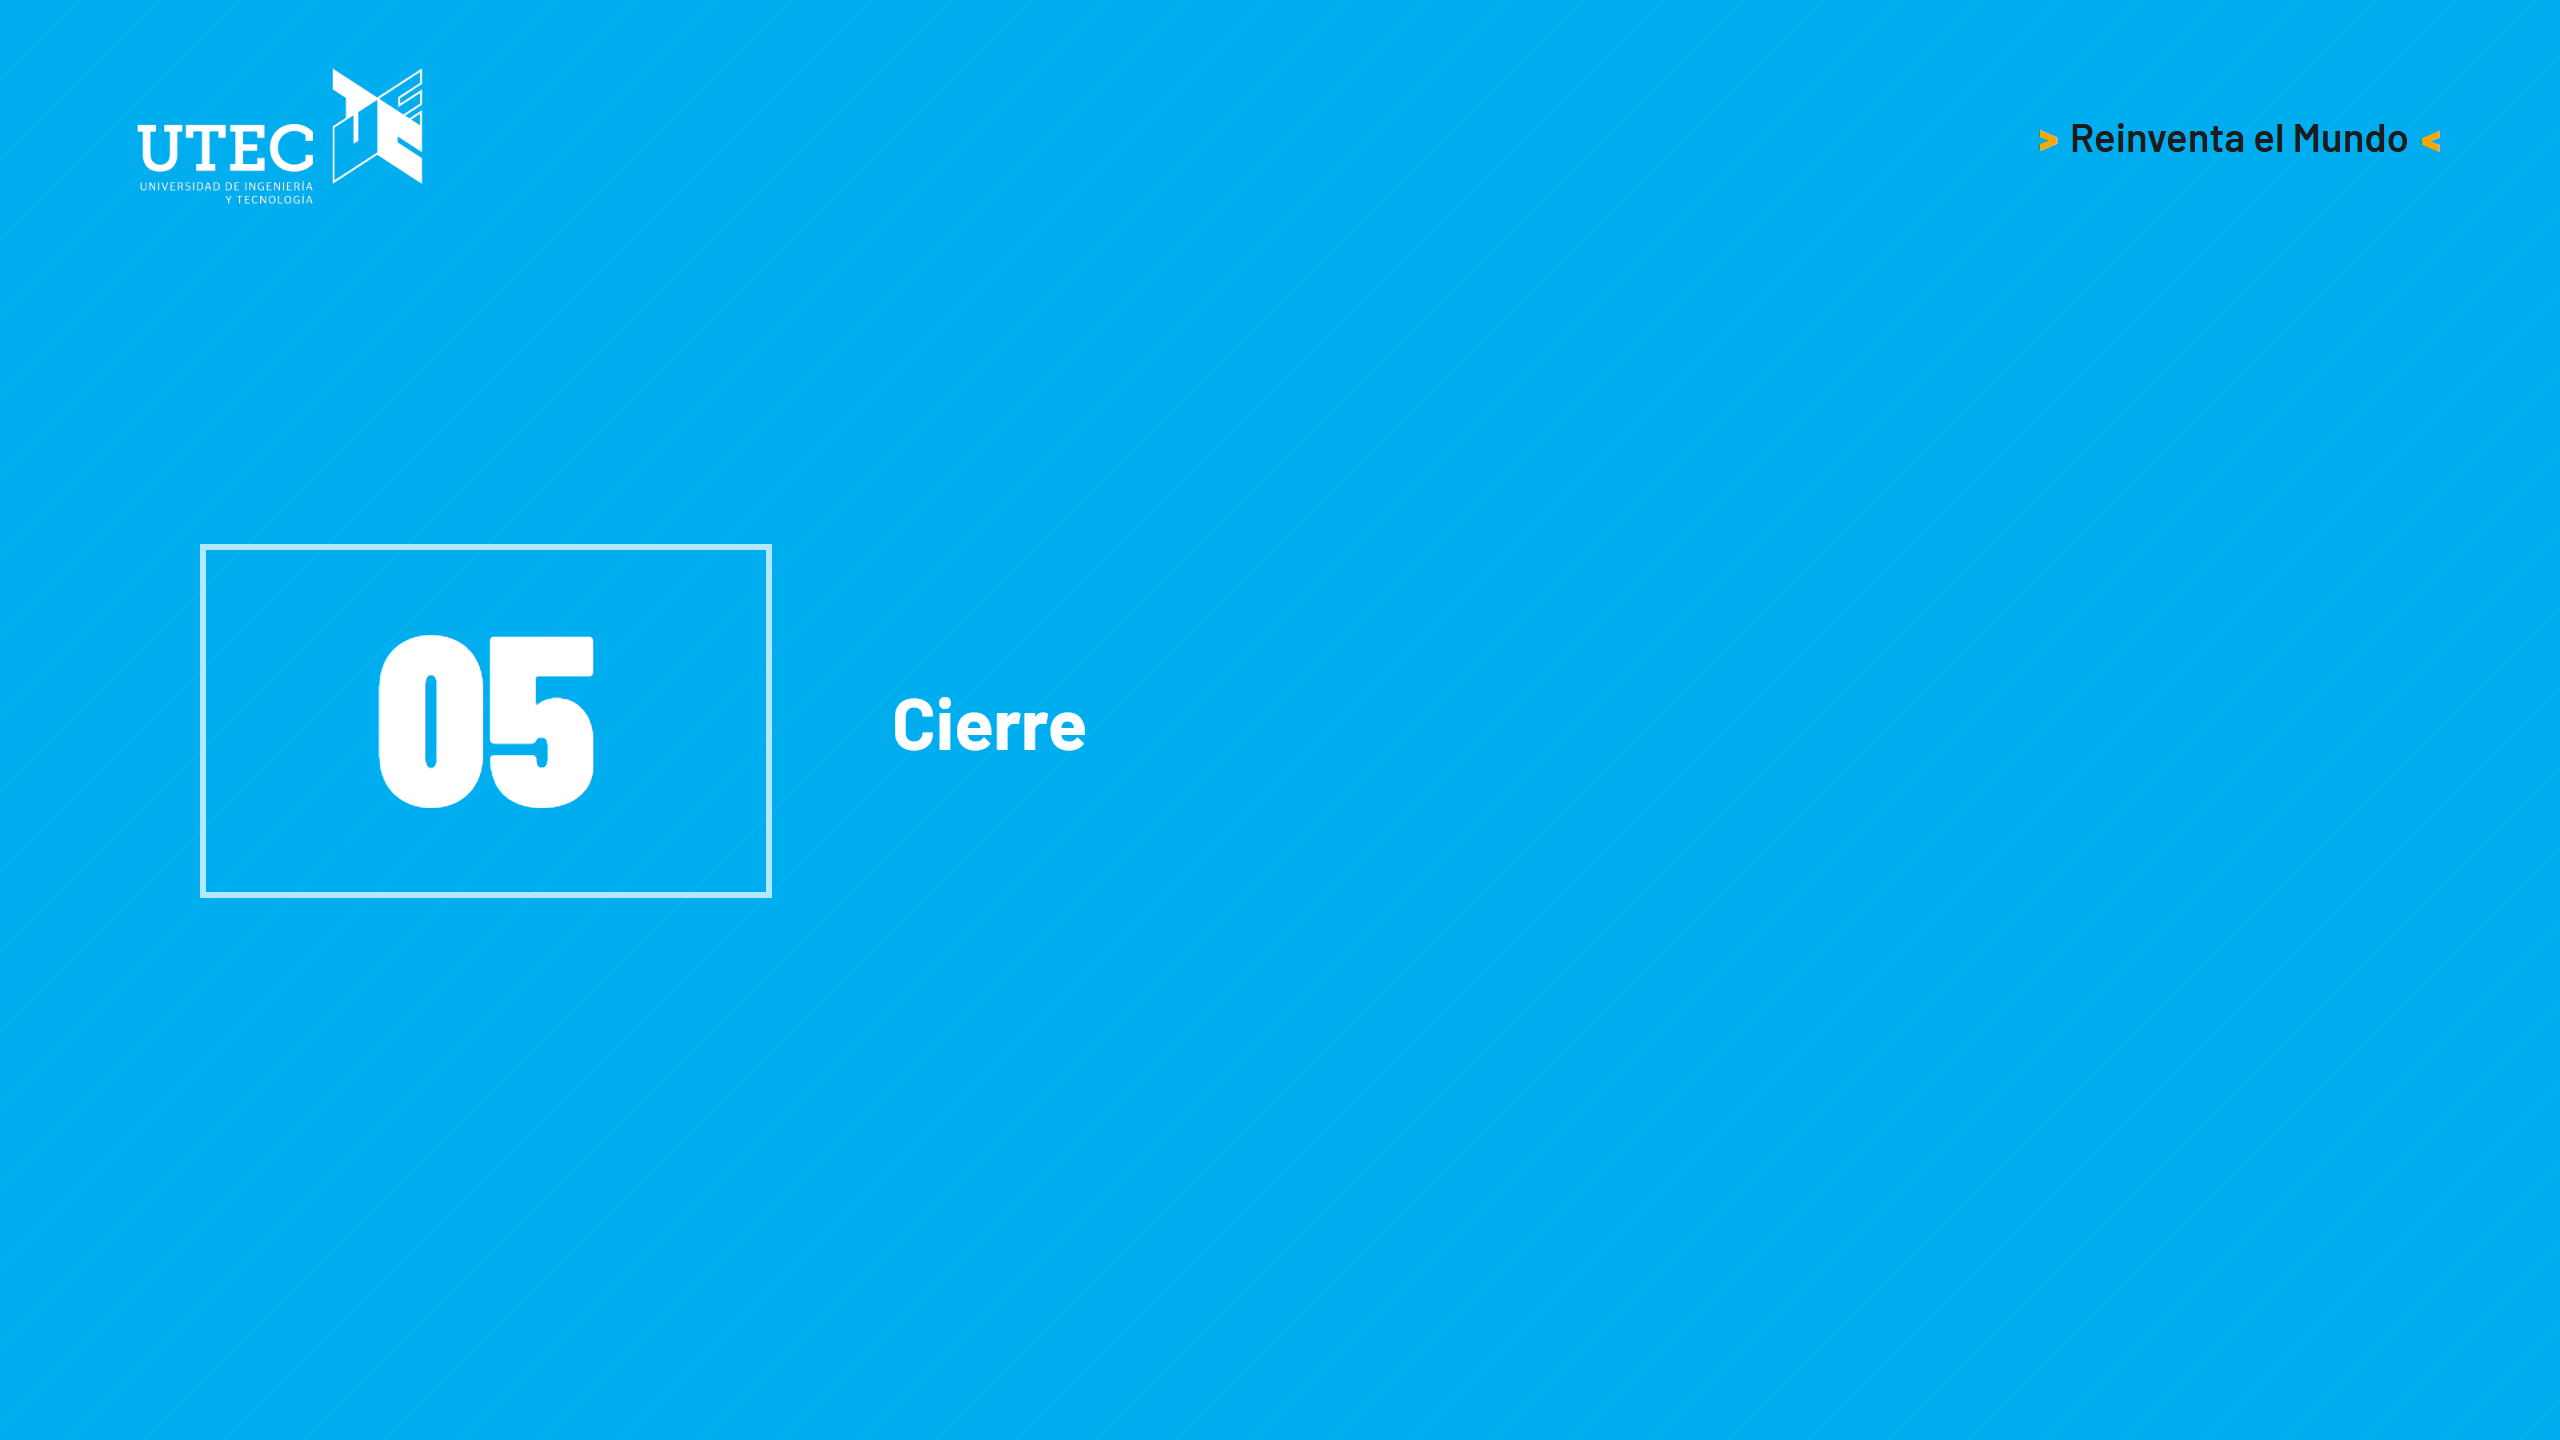 UTEC
UNIVERSIDAD DE INGENIERÍA
Y TECNOLOGÍA
> Reinventa el Mundo <
05
Cierre